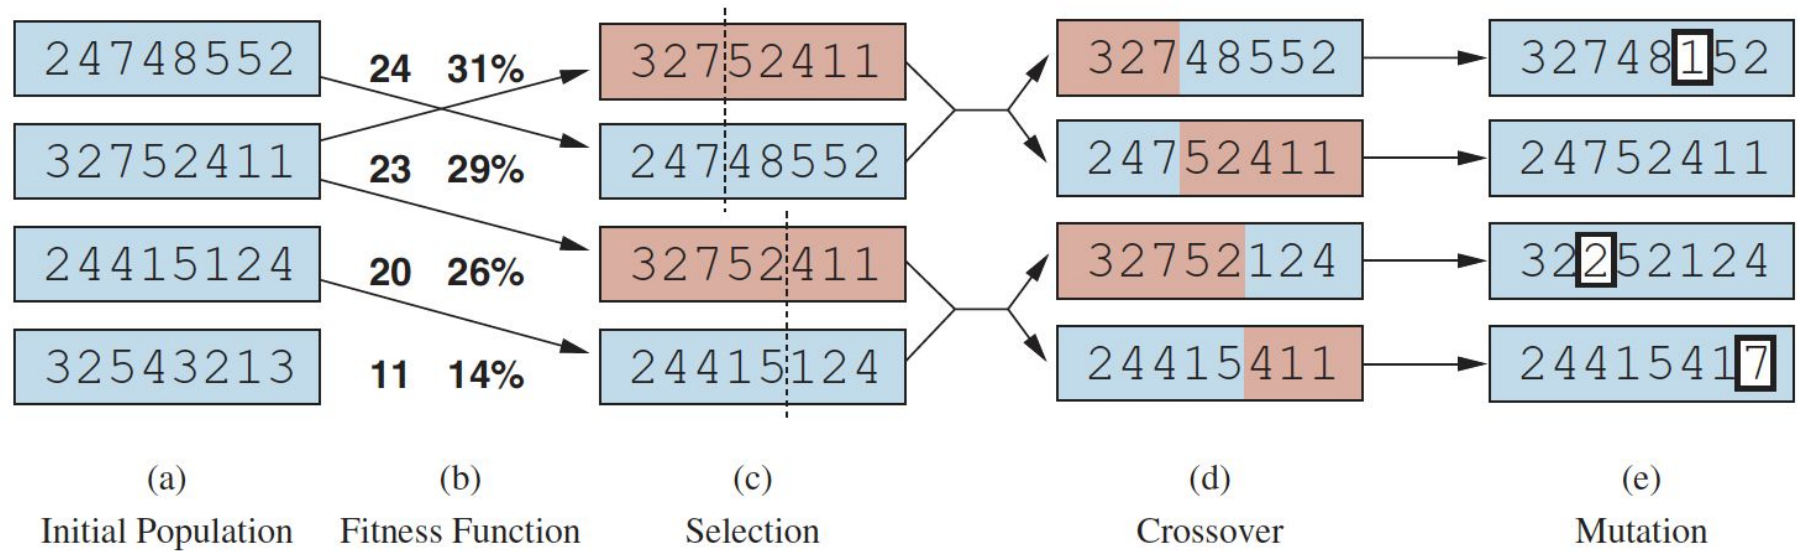 24748552
24 31%
32752411
32748552
32748152
32752411
23 29%
24748552
24752411
24752411
24415124
20 26%
32752411
32752124
32252124
32543213
11 14%
24415124
24415411
24415417
(a)
(b)
(c)
(d)
(e)
Initial Population
Fitness Function
Selection
Crossover
Mutation